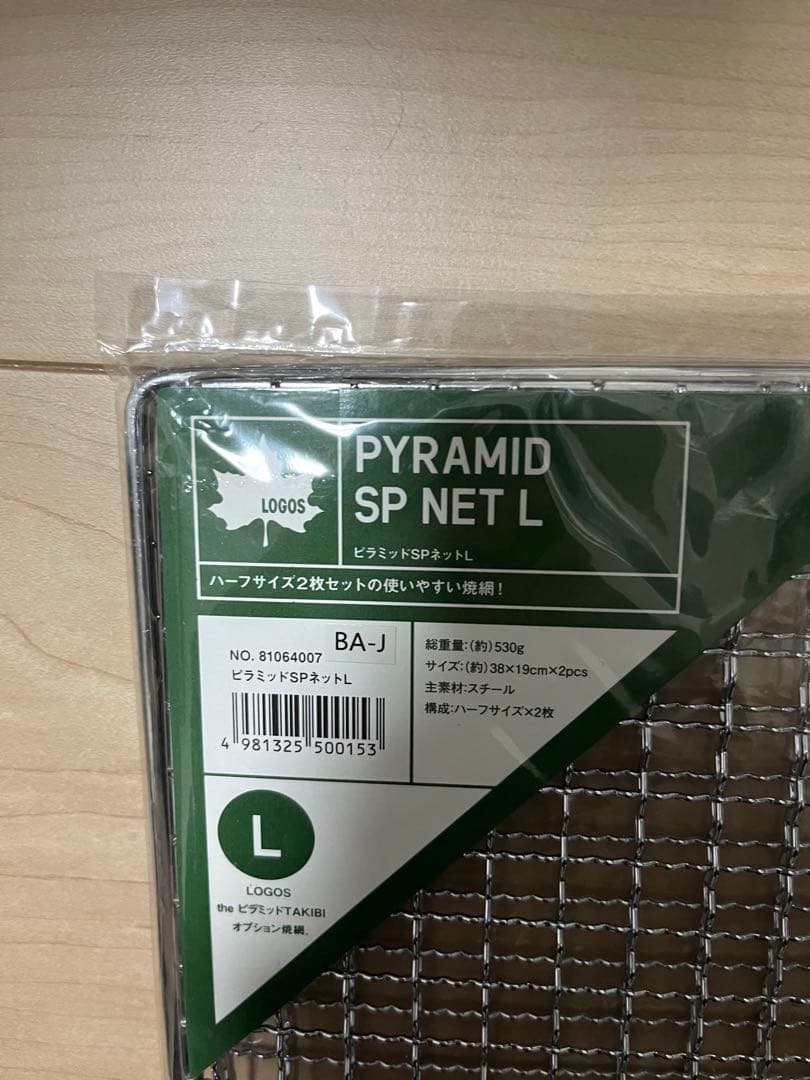 LOGOS
PYRAMID
SP NET L
ピラミッドSPネットL
ハーフサイズ2枚セットの使いやすい焼網！
NO. 81064007
BA-J
ピラミッドSPネットL
4 981325 500153
総重量：(約)530g
サイズ：(約)38×19cm×2pcs
主素材：スチール
構成：ハーフサイズ×2枚
L
LOGOS
the ピラミッドTAKIBI
オプション焼網。